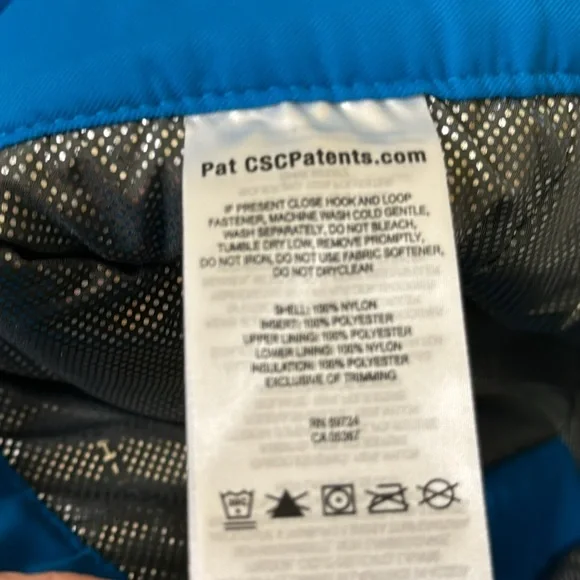 Pat CSCPatents.com
IF PRESENT CLOSE HOOK AND LOOP
FASTENER, MACHINE WASH COLD GENTLE,
WASH SEPARATELY, DO NOT BLEACH,
TUMBLE DRY LOW, REMOVE PROMPTLY,
DO NOT IRON, DO NOT USE FABRIC SOFTENER,
DO NOT DRYCLEAN
SHELL: 100% NYLON
INSERT: 100% POLYESTER
UPPER LINING: 100% POLYESTER
LOWER LINING: 100% NYLON
INSULATION: 100% POLYESTER
EXCLUSIVE OF TRIMMING
RN 69724
CA 05367